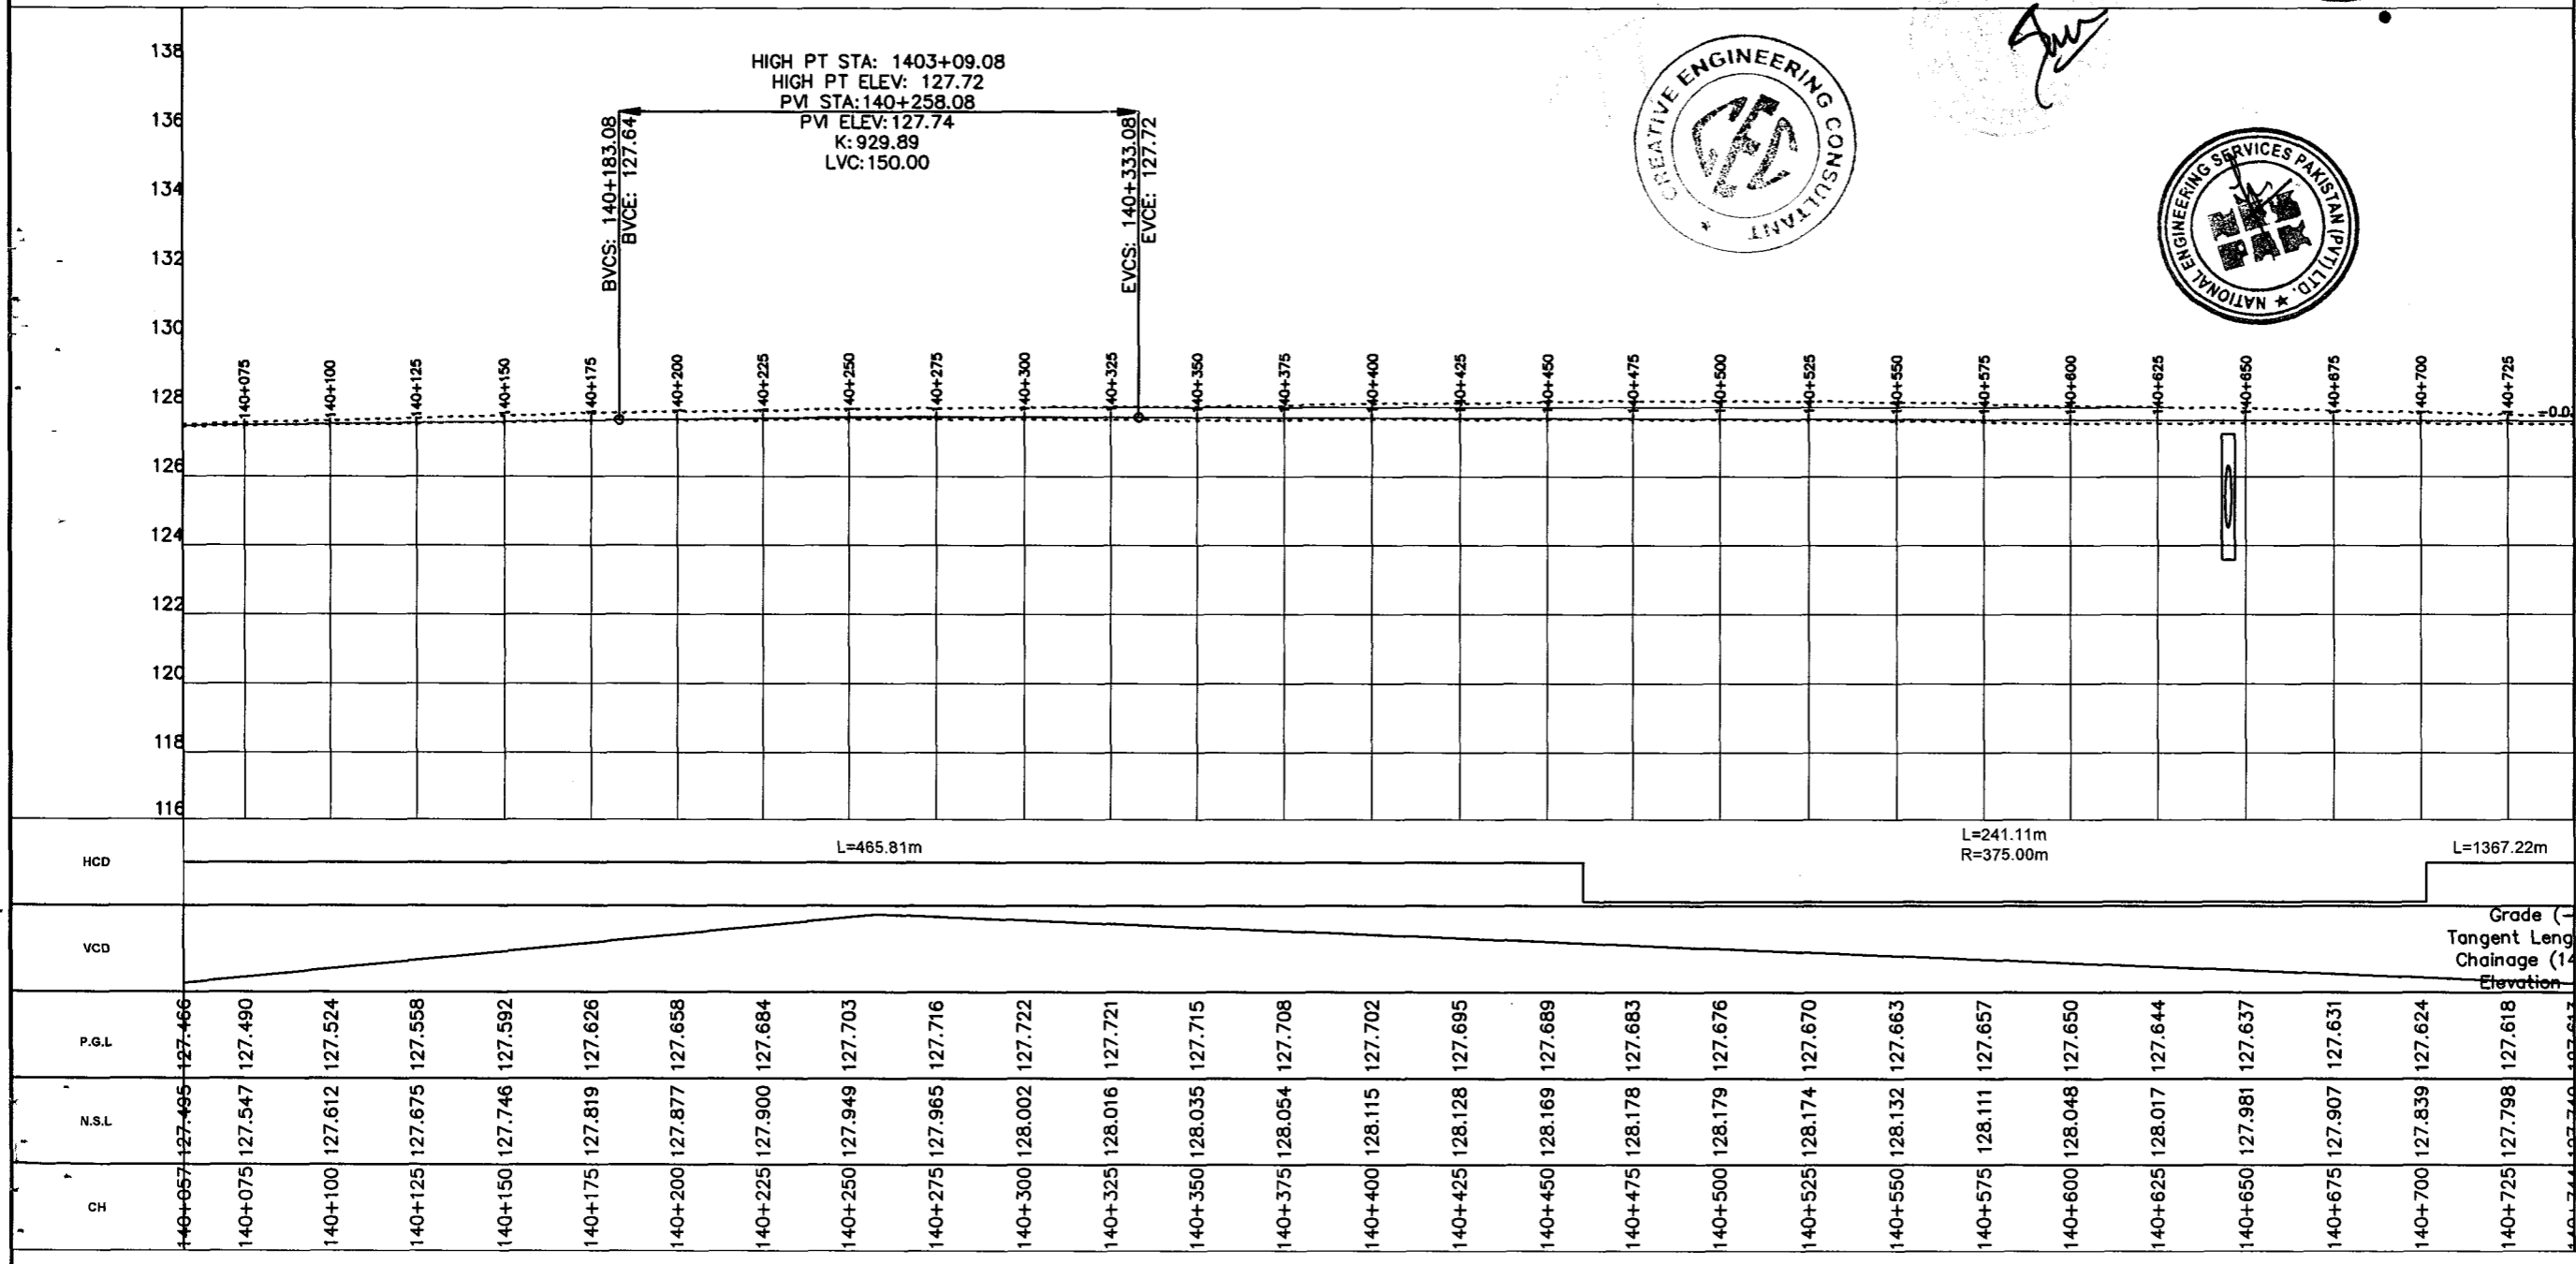 HIGH PT STA: 1403+09.08
HIGH PT ELEV: 127.72
PVI STA:140+258.08
PVI ELEV:127.74
K:929.89
LVC:150.00
BVCS: 140+183.08
BVCE: 127.64
EVCS: 140+333.08
EVCE: 127.72
CREATIVE ENGINEERING CONSULTANT
CEC
NATIONAL ENGINEERING SERVICES PAKISTAN (PVT) LTD.
138
136
134
132
130
128
126
124
122
120
118
116
140+075 140+100 140+125 140+150 140+175 140+200 140+225 140+250 140+275 140+300 140+325 140+350 140+375 140+400 140+425 140+450 140+475 140+500 140+525 140+550 140+575 140+600 140+625 140+650 140+675 140+700 140+725
-0.0
HCD
L=465.81m
L=241.11m
R=375.00m
L=1367.22m
VCD
Grade (-
Tangent Leng
Chainage (14
Elevation
P.G.L 127.466 127.490 127.524 127.558 127.592 127.626 127.658 127.684 127.703 127.716 127.722 127.721 127.715 127.708 127.702 127.695 127.689 127.683 127.676 127.670 127.663 127.657 127.650 127.644 127.637 127.631 127.624 127.618
N.S.L 127.495 127.547 127.612 127.675 127.746 127.819 127.877 127.900 127.949 127.965 128.002 128.016 128.035 128.054 128.115 128.128 128.169 128.178 128.179 128.174 128.132 128.111 128.048 128.017 127.981 127.907 127.839 127.798
CH 140+057 140+075 140+100 140+125 140+150 140+175 140+200 140+225 140+250 140+275 140+300 140+325 140+350 140+375 140+400 140+425 140+450 140+475 140+500 140+525 140+550 140+575 140+600 140+625 140+650 140+675 140+700 140+725